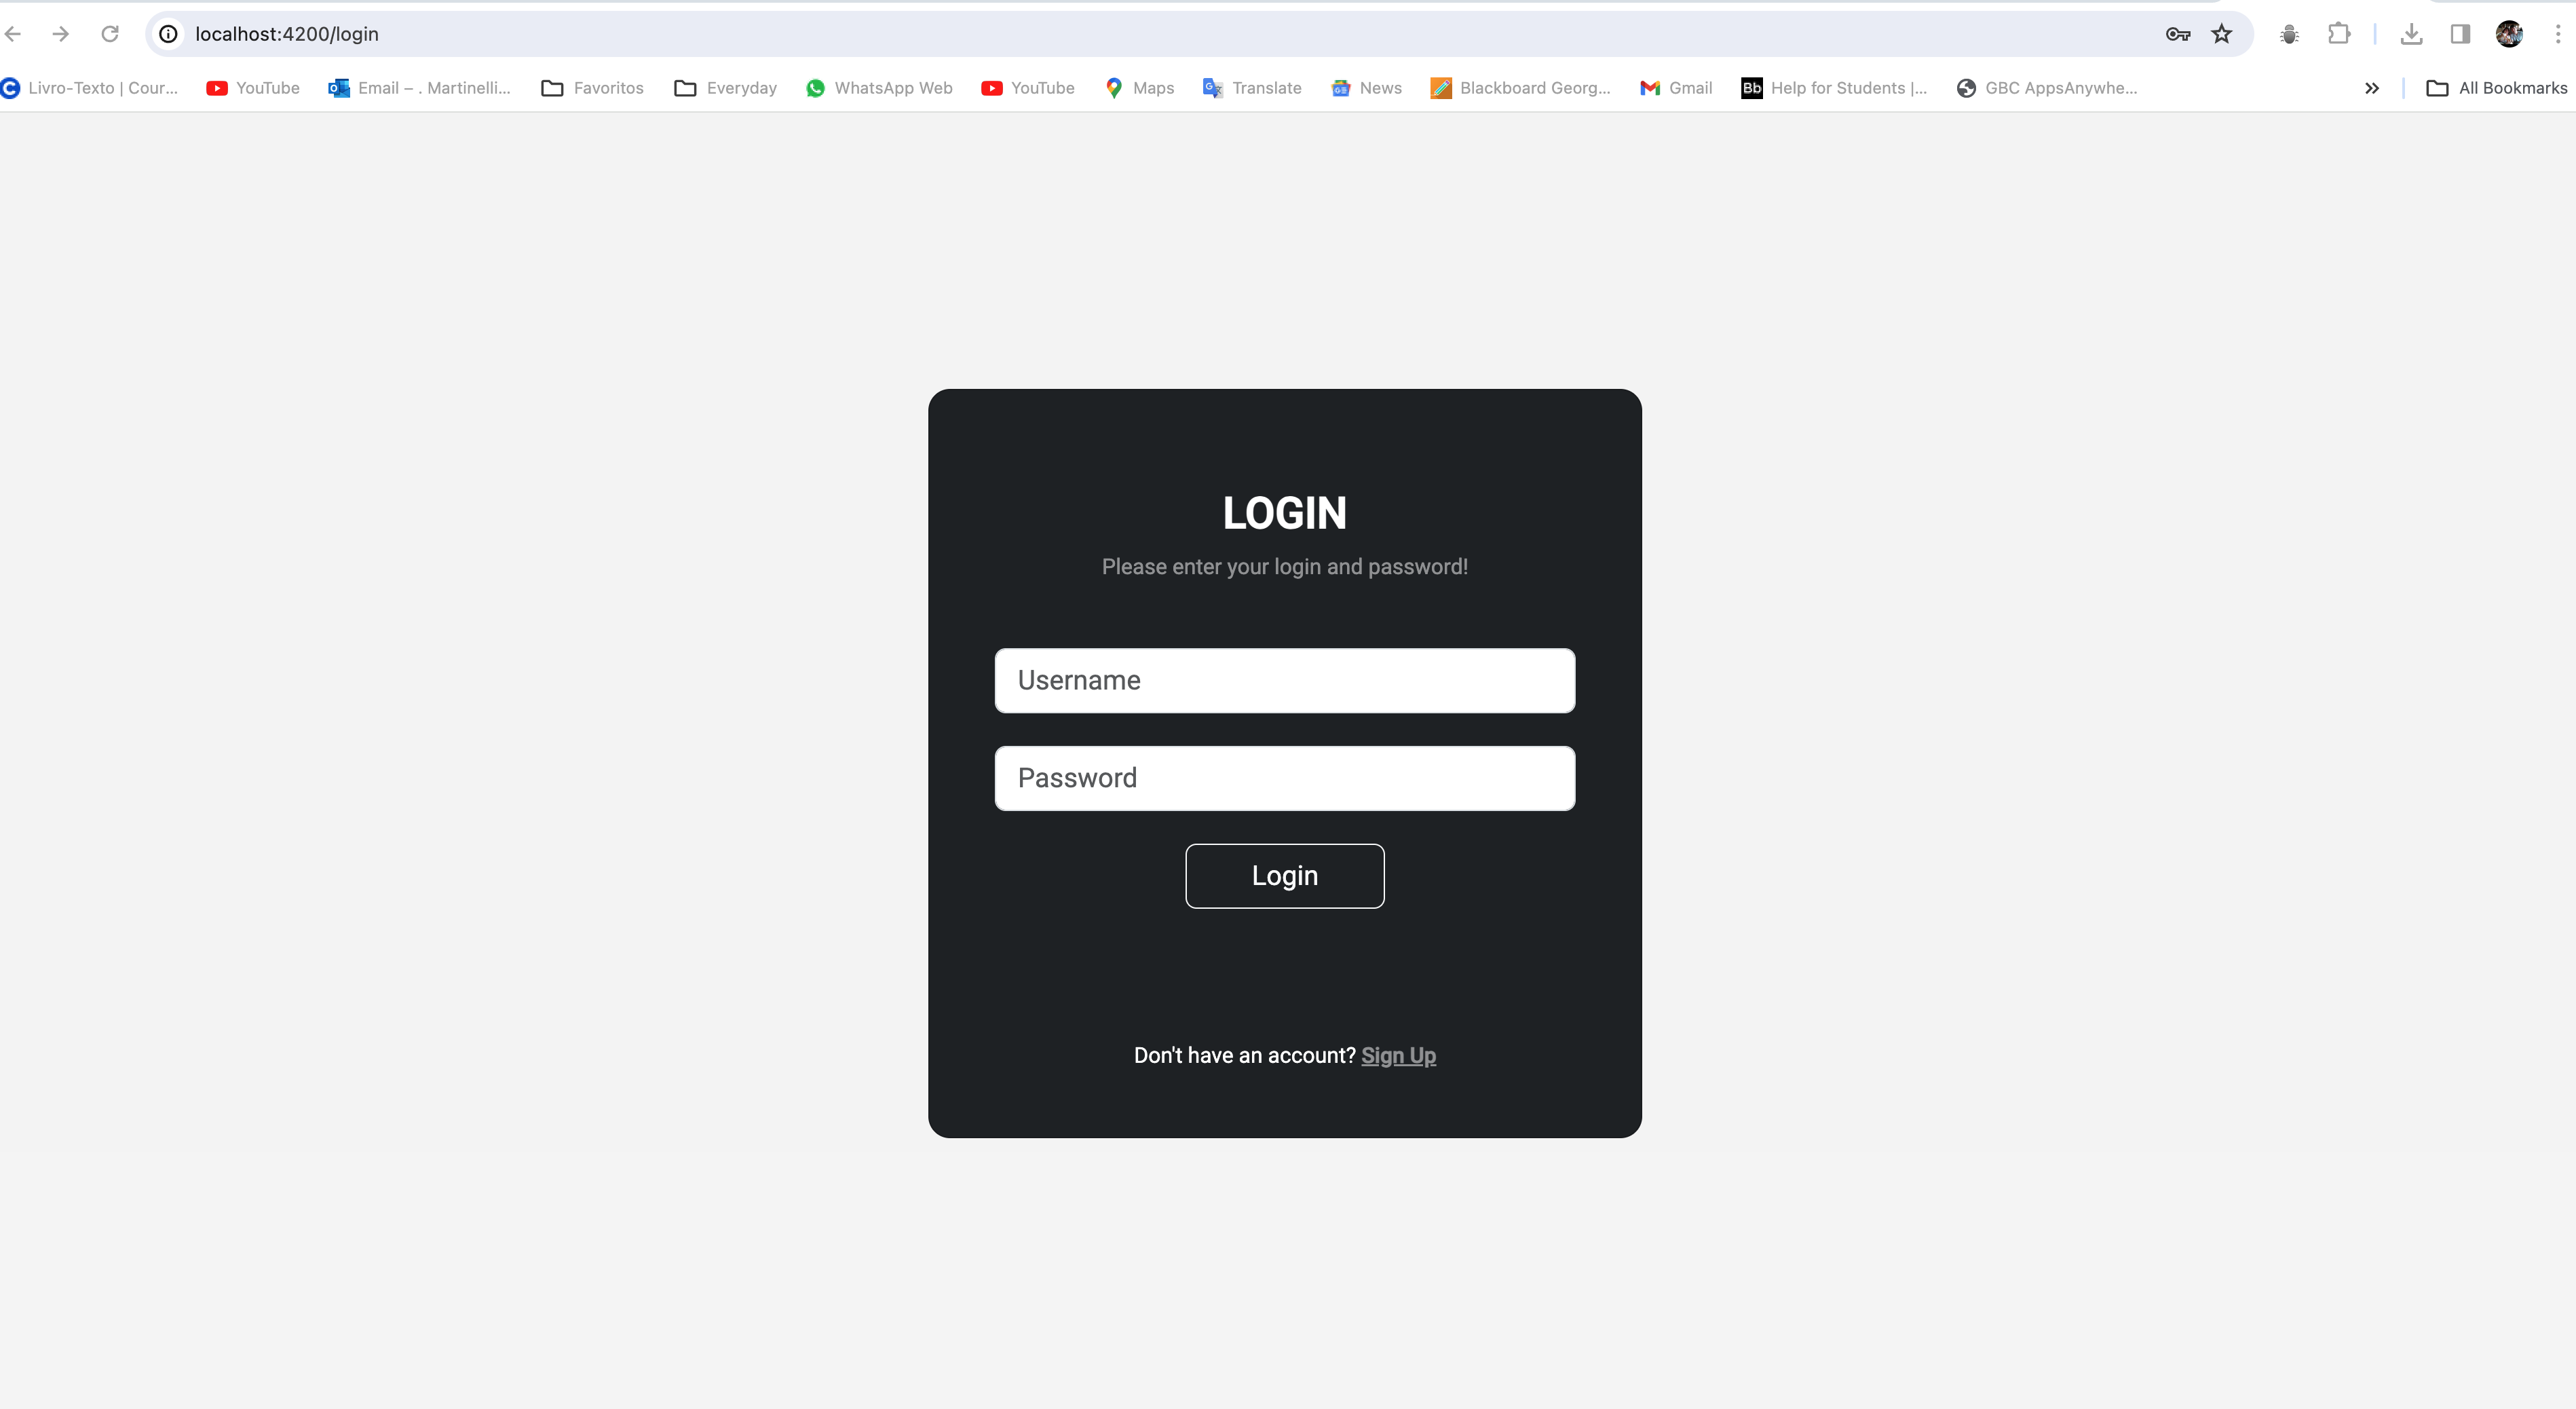 localhost:4200/login
Livro-Texto | Cour... YouTube Email – . Martinelli... Favoritos Everyday WhatsApp Web YouTube Maps Translate News Blackboard Georg... Gmail Bb Help for Students |... GBC AppsAnywhe... All Bookmarks
LOGIN
Please enter your login and password!
Username
Password
Login
Don't have an account? Sign Up